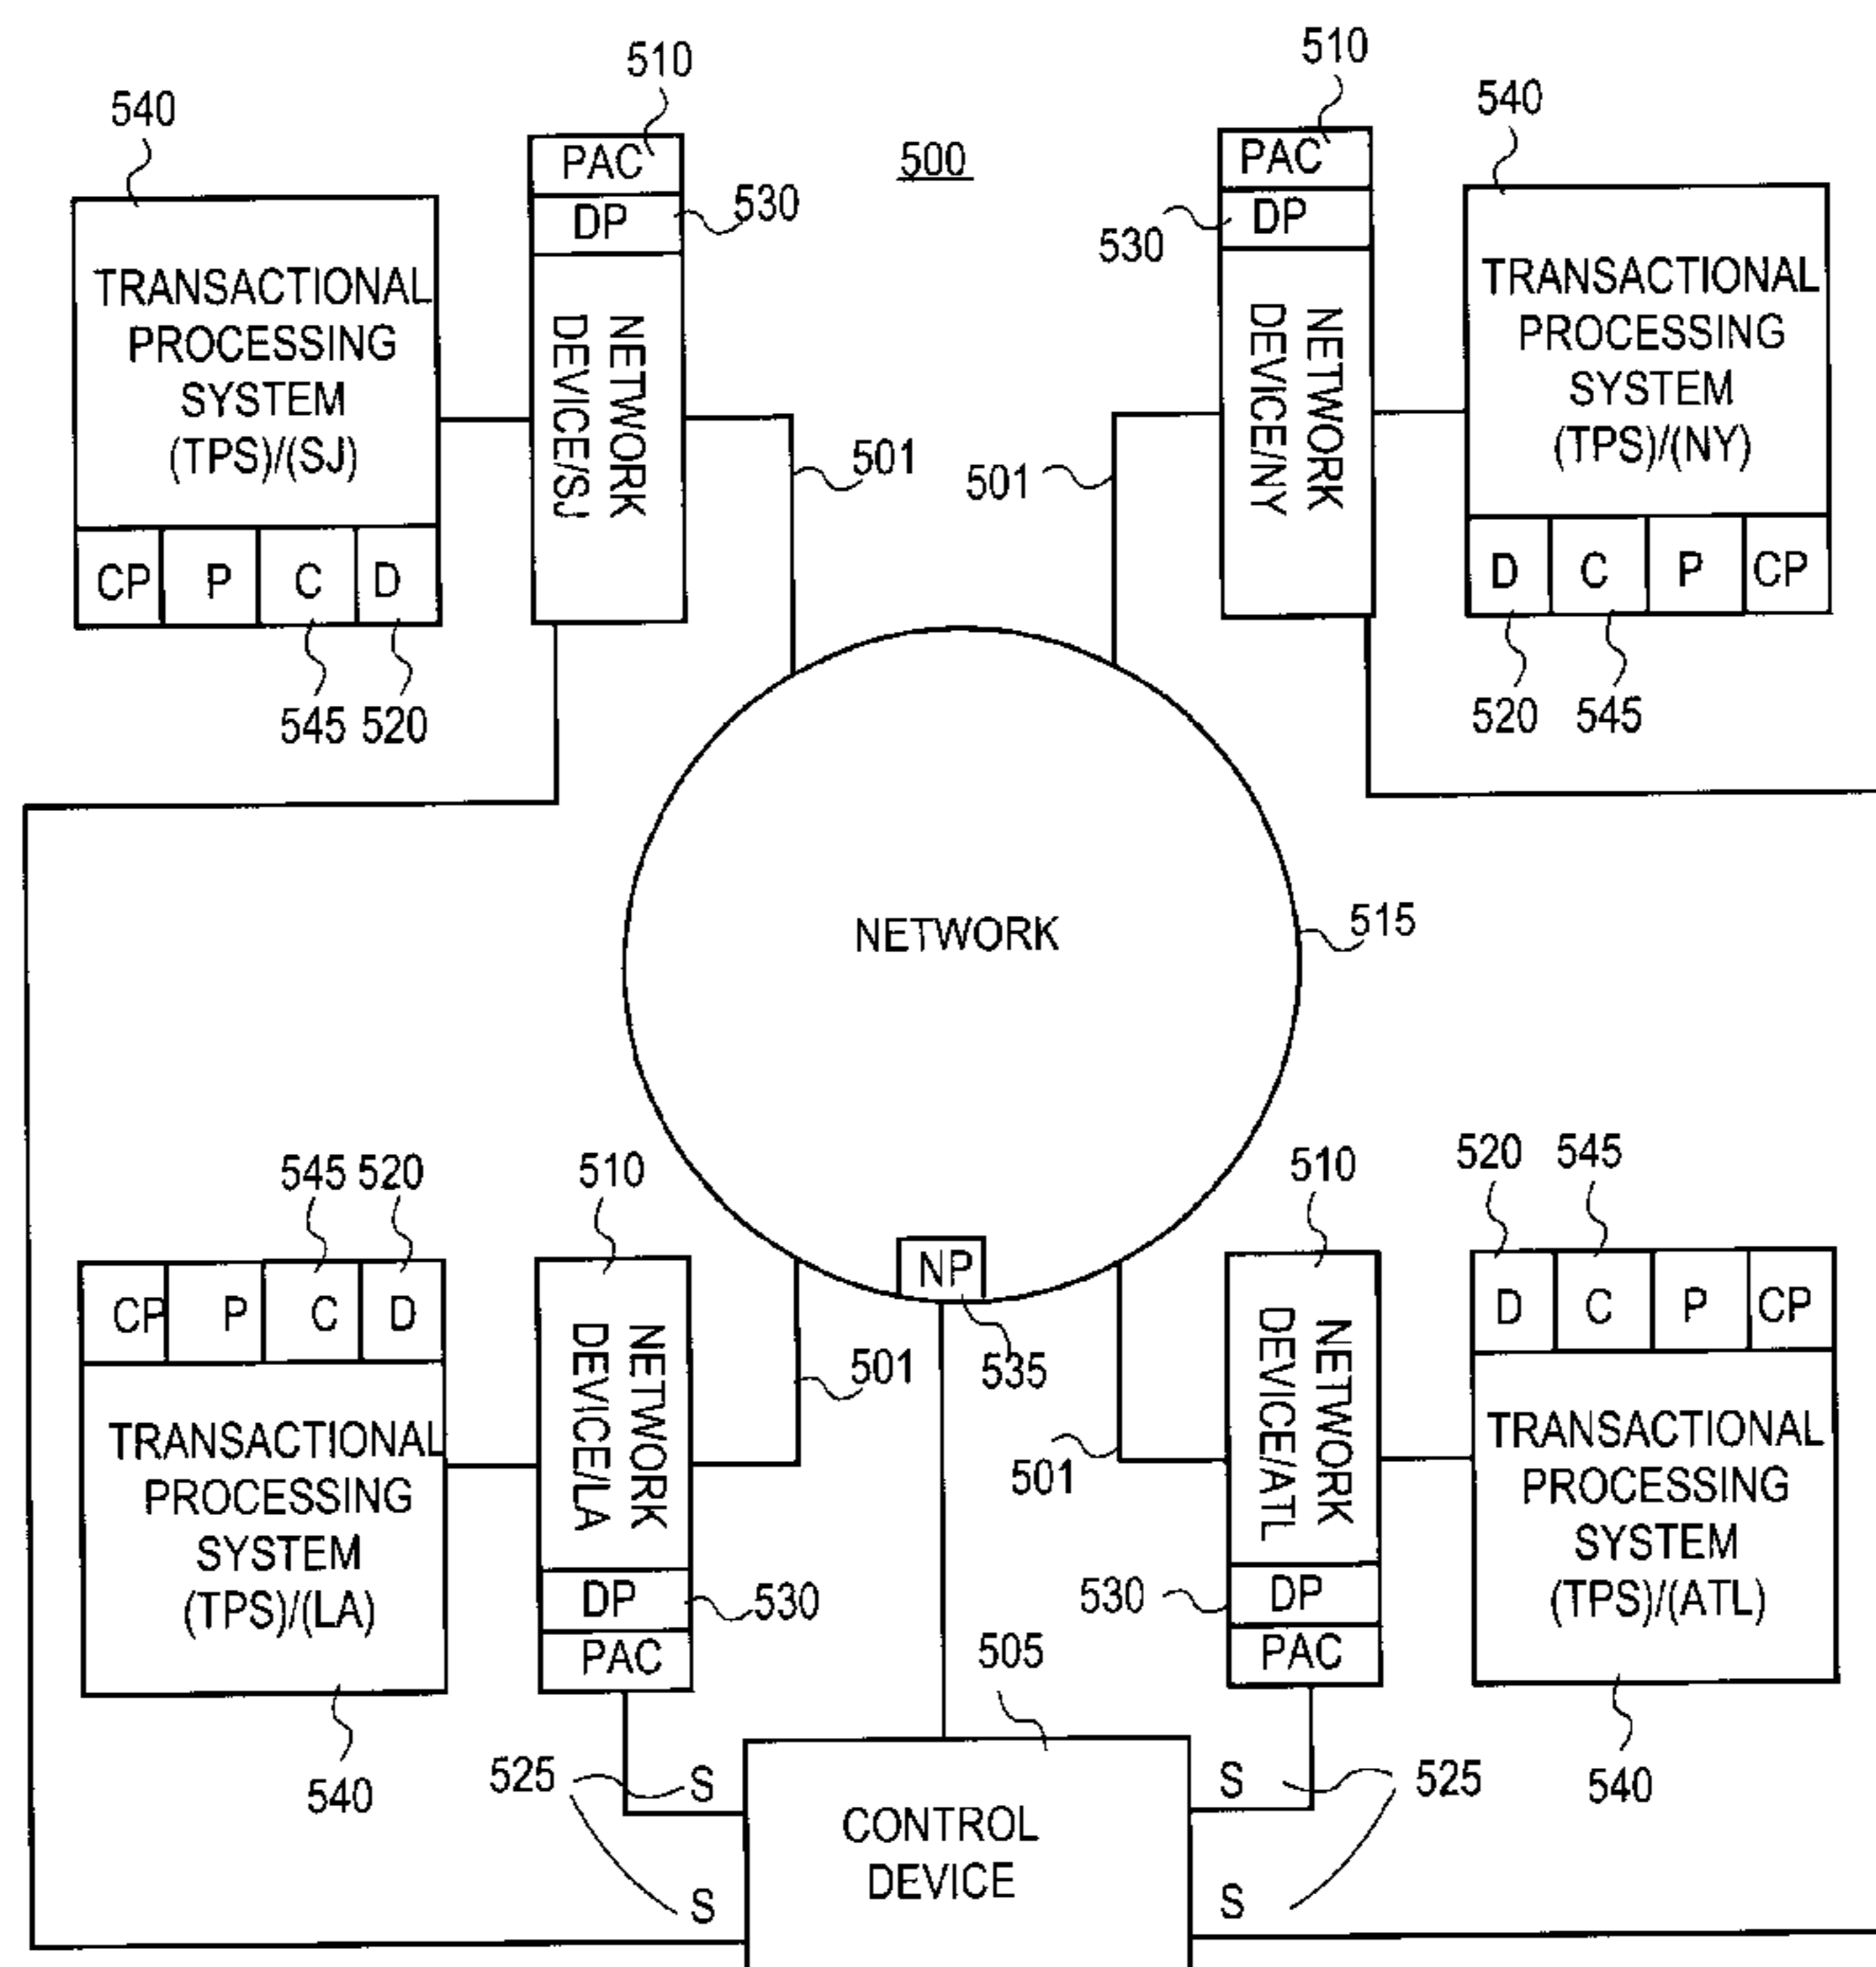 510
510
540
540
PAC
500
PAC
DP
530
530
DP
TRANSACTIONAL
PROCESSING
SYSTEM
(TPS)/(SJ)
NETWORK
DEVICE/SJ
NETWORK
DEVICE/NY
TRANSACTIONAL
PROCESSING
SYSTEM
(TPS)/(NY)
501
501
CP P C D
D C P CP
545 520
520 545
NETWORK
515
545 520
510
510
520 545
CP P C D
NP
D C P CP
535
NETWORK
DEVICE/LA
501
501
NETWORK
DEVICE/ATL
TRANSACTIONAL
PROCESSING
SYSTEM
(TPS)/(LA)
TRANSACTIONAL
PROCESSING
SYSTEM
(TPS)/(ATL)
DP
530
530
DP
PAC
505
PAC
540
525
S
S
525
540
CONTROL
DEVICE
S
S